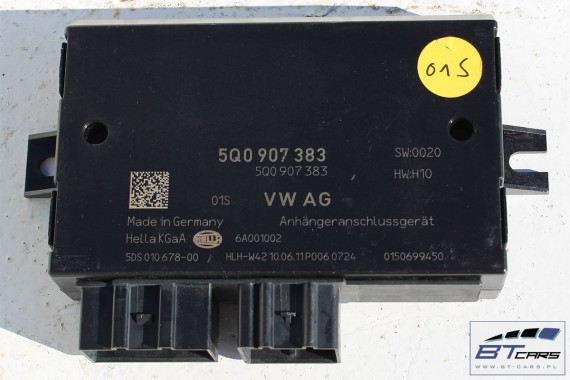 01S
5Q0 907 383
5Q0 907 383
SW:0020
HW:H10
01S
VW AG
Made in Germany
Anhängeranschlussgerät
Hella KGaA
HELLA
6A001002
5DS 010 678-00 / HLH-W42 10.06.11 P006 0724 / 0150699450
BTCARS
WWW.BT-CARS.PL